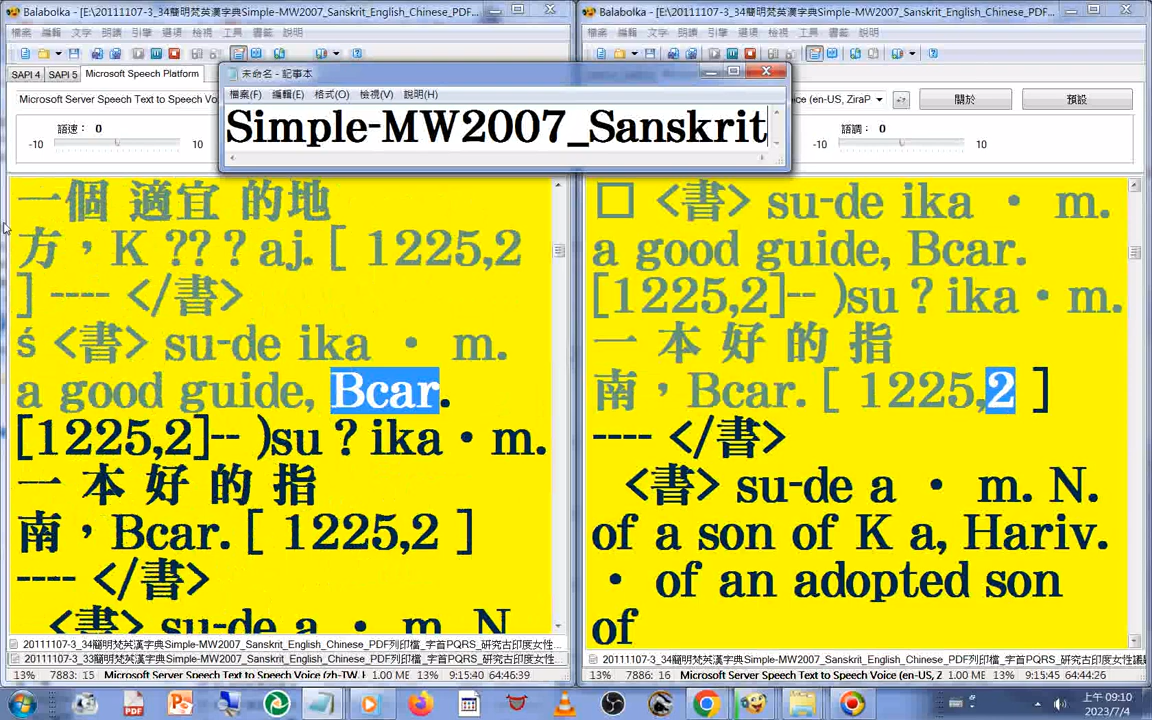 Balabolka - [E:\20111107-3_34簡明梵英漢字典Simple-MW2007_Sanskrit_English_Chinese_PDF...
檔案 編輯 文字 朗讀 引擎 選項 檢視 工具 書籤 說明
SAPI 4 SAPI 5 Microsoft Speech Platform
Microsoft Server Speech Text to Speech Vo
語速： 0
-10 10
一個 適宜 的地
方，K ?? ? aj. [ 1225,2
] ---- </書>
ś <書> su-de ika • m.
a good guide, Bcar.
[1225,2]-- )su ? ika • m.
一 本 好 的 指
南，Bcar. [ 1225,2 ]
---- </書>
<書> su-de a • m. N.
20111107-3_34簡明梵英漢字典Simple-MW2007_Sanskrit_English_Chinese_PDF列印檔_字首PQRS_研究古印度女性...
20111107-3_33簡明梵英漢字典Simple-MW2007_Sanskrit_English_Chinese_PDF列印檔_字首PQRS_研究古印度女性...
13% 7883: 15 Microsoft Server Speech Text to Speech Voice (zh-TW, 1.00 ME 13% 9:15:40 64:46:39
未命名 - 記事本
檔案(F) 編輯(E) 格式(O) 檢視(V) 說明(H)
Simple-MW2007_Sanskrit
Balabolka - [E:\20111107-3_34簡明梵英漢字典Simple-MW2007_Sanskrit_English_Chinese_PDF...
檔案 編輯 文字 朗讀 引擎 選項 檢視 工具 書籤 說明
ice (en-US, ZiraP
關於
預設
語調： 0
-10 10
<書> su-de ika • m.
a good guide, Bcar.
[1225,2]-- )su ? ika • m.
一 本 好 的 指
南，Bcar. [ 1225,2 ]
---- </書>
<書> su-de a • m. N.
of a son of K a, Hariv.
• of an adopted son
of
20111107-3_34簡明梵英漢字典Simple-MW2007_Sanskrit_English_Chinese_PDF列印檔_字首PQRS_研究古印度女性議
13% 7886: 16 Microsoft Server Speech Text to Speech Voice (en-US, Z 1.00 ME 13% 9:15:45 64:44:26
PDF
上午 09:10
2023/7/4